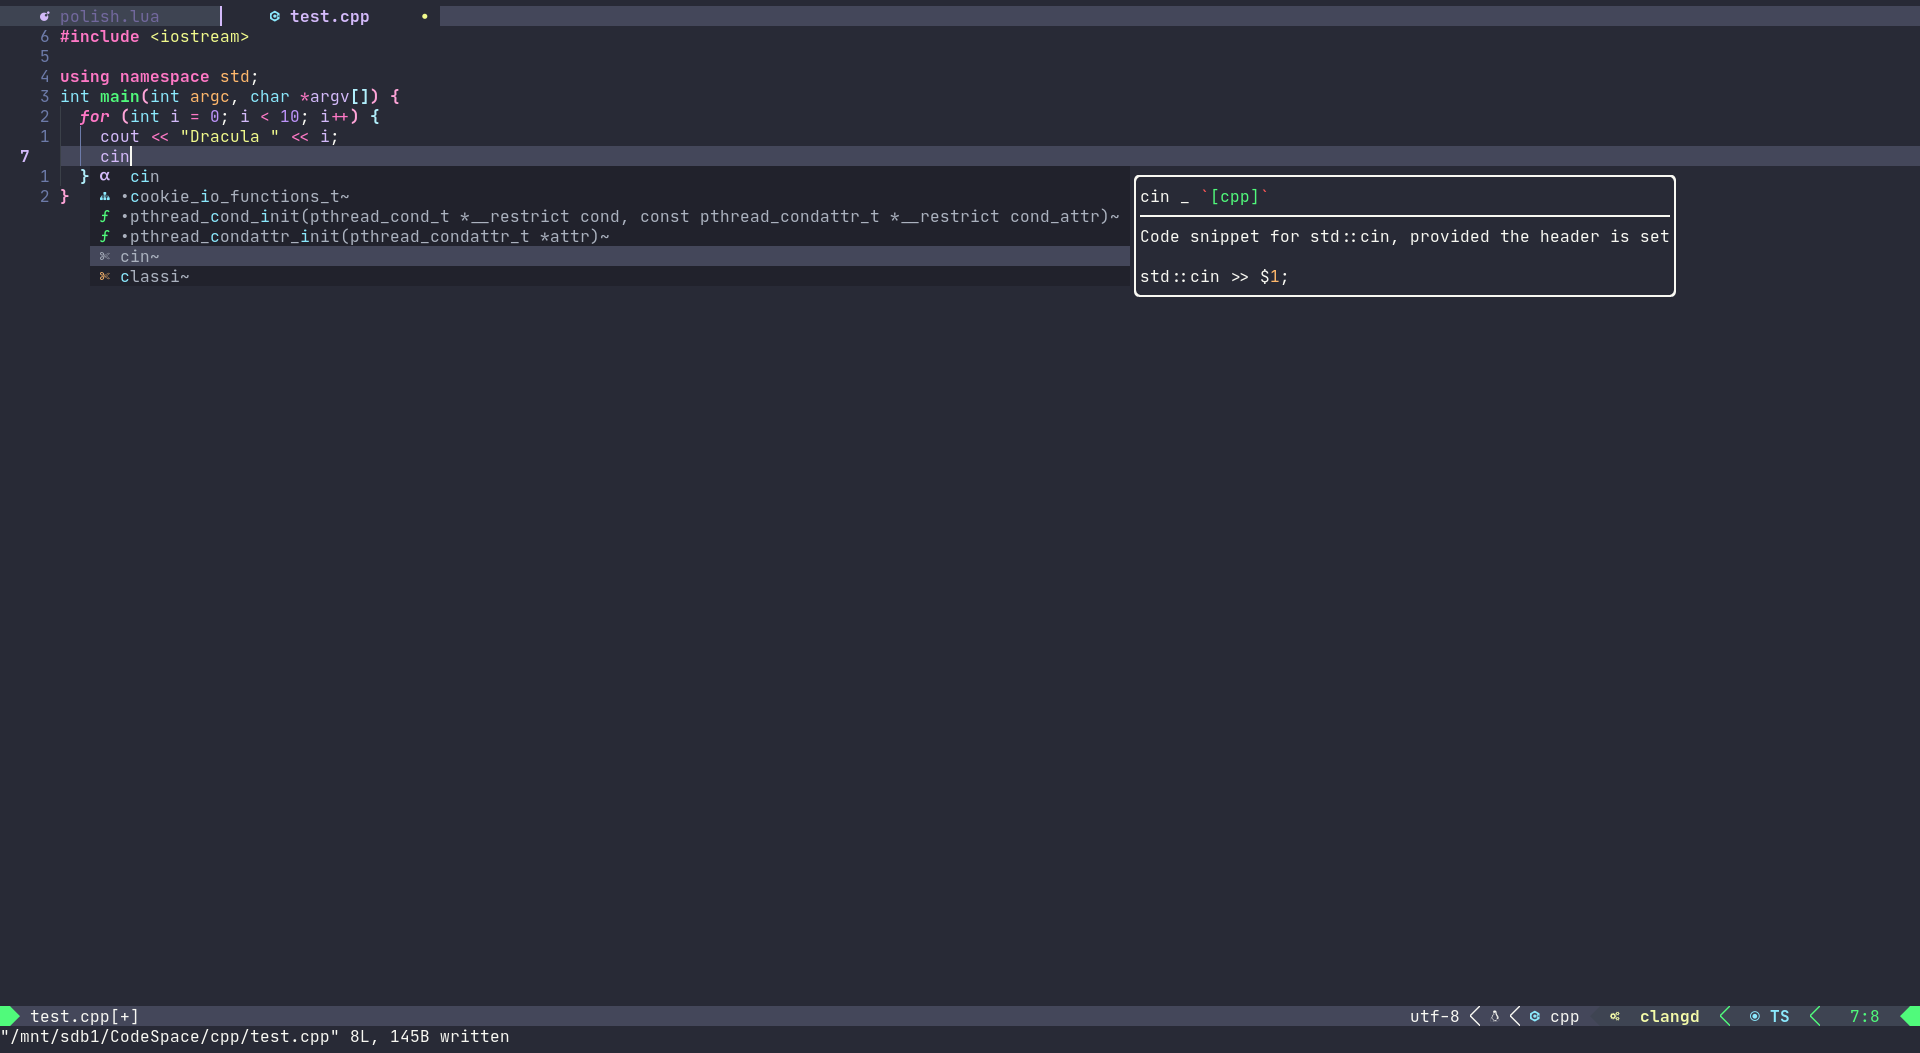 polish.lua test.cpp •
6 #include <iostream>
5
4 using namespace std;
3 int main(int argc, char *argv[]) {
2 for (int i = 0; i < 10; i++) {
1 cout << "Dracula " << i;
7 cin
1 } α cin
2 } •cookie_io_functions_t~
cin _ `[cpp]`
ƒ •pthread_cond_init(pthread_cond_t *__restrict cond, const pthread_condattr_t *__restrict cond_attr)~
ƒ •pthread_condattr_init(pthread_condattr_t *attr)~
Code snippet for std::cin, provided the header is set
cin~
classi~
std::cin >> $1;
test.cpp[+] utf-8 cpp clangd TS 7:8
"/mnt/sdb1/CodeSpace/cpp/test.cpp" 8L, 145B written